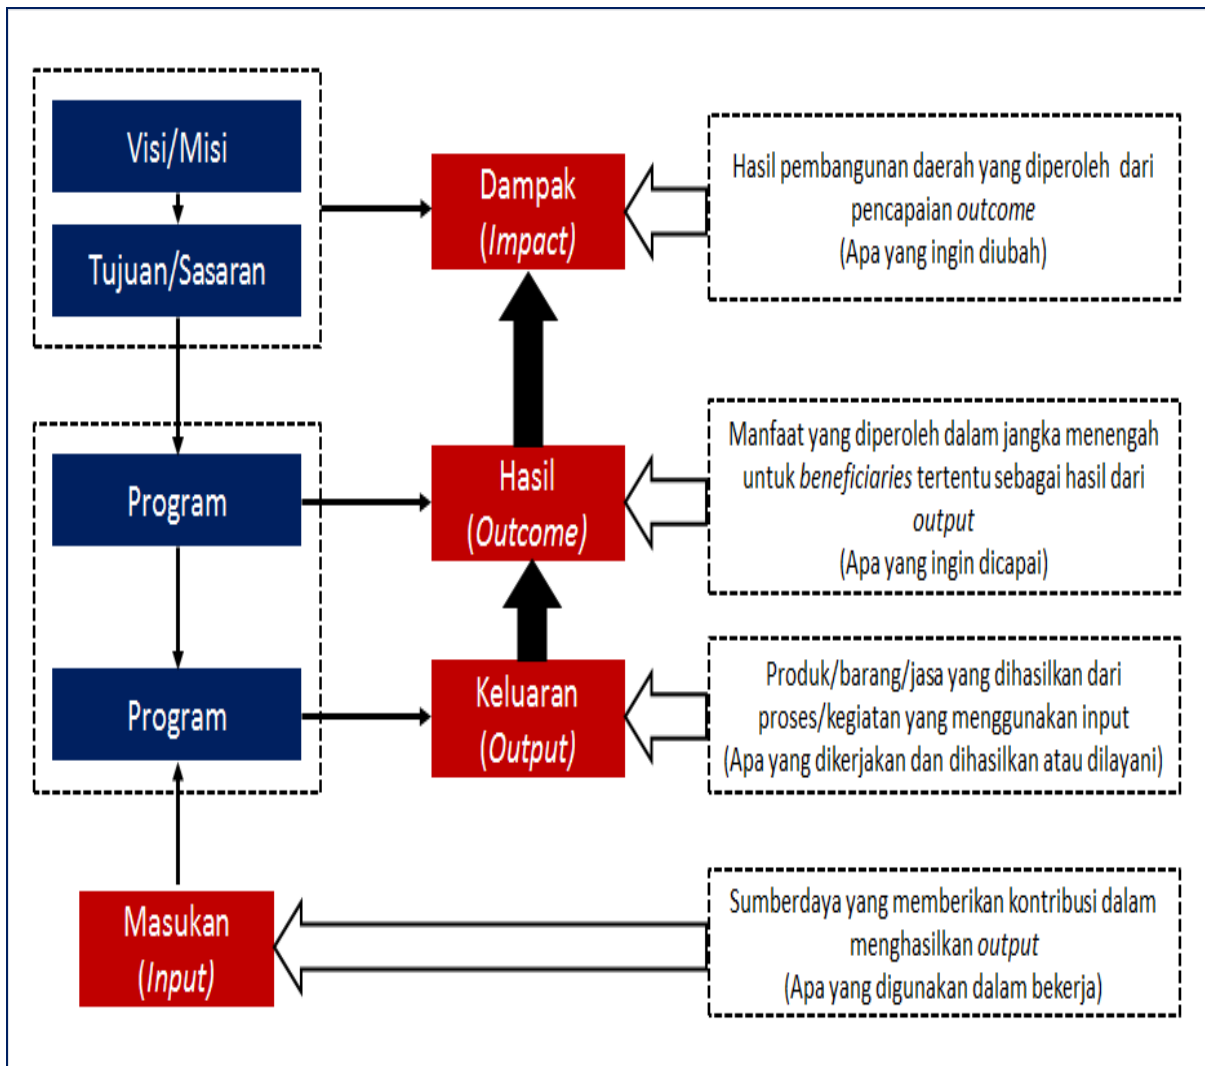 Visi/Misi
Tujuan/Sasaran
Dampak
(Impact)
Hasil pembangunan daerah yang diperoleh dari
pencapaian outcome
(Apa yang ingin diubah)
Program
Hasil
(Outcome)
Manfaat yang diperoleh dalam jangka menengah
untuk beneficiaries tertentu sebagai hasil dari
output
(Apa yang ingin dicapai)
Program
Keluaran
(Output)
Produk/barang/jasa yang dihasilkan dari
proses/kegiatan yang menggunakan input
(Apa yang dikerjakan dan dihasilkan atau dilayani)
Masukan
(Input)
Sumberdaya yang memberikan kontribusi dalam
menghasilkan output
(Apa yang digunakan dalam bekerja)